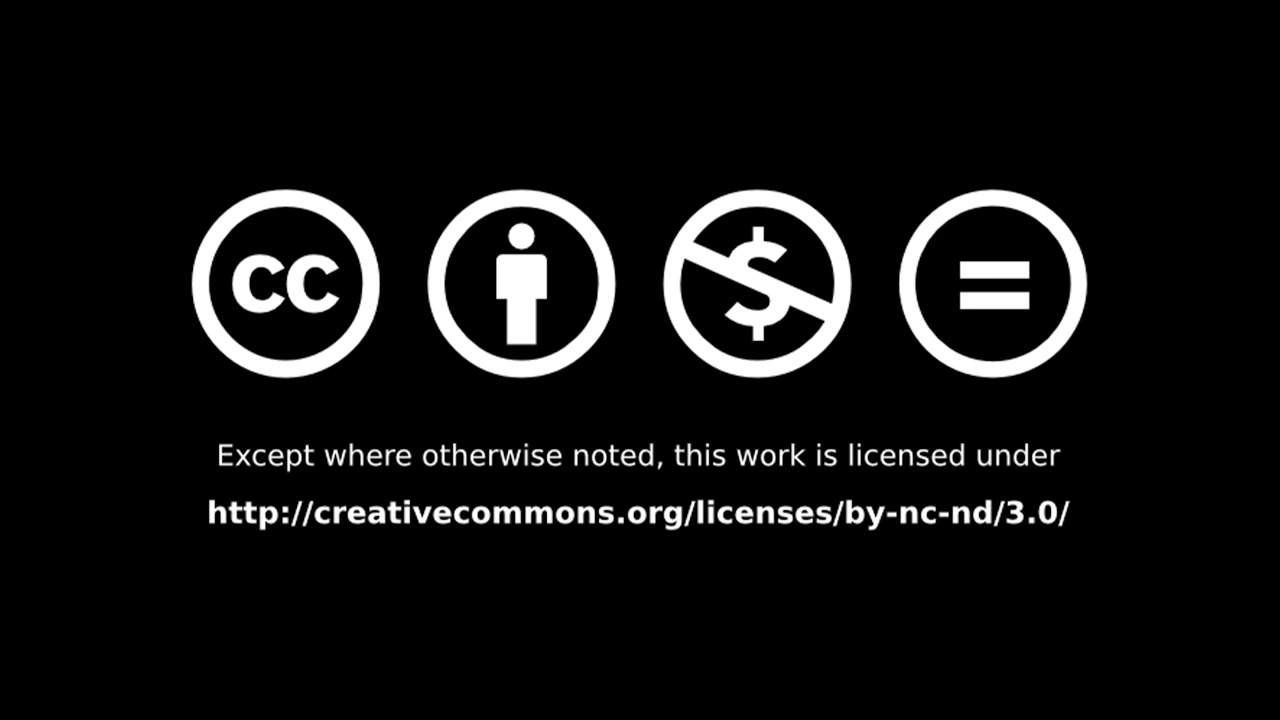 cc
$
=
Except where otherwise noted, this work is licensed under
http://creativecommons.org/licenses/by-nc-nd/3.0/